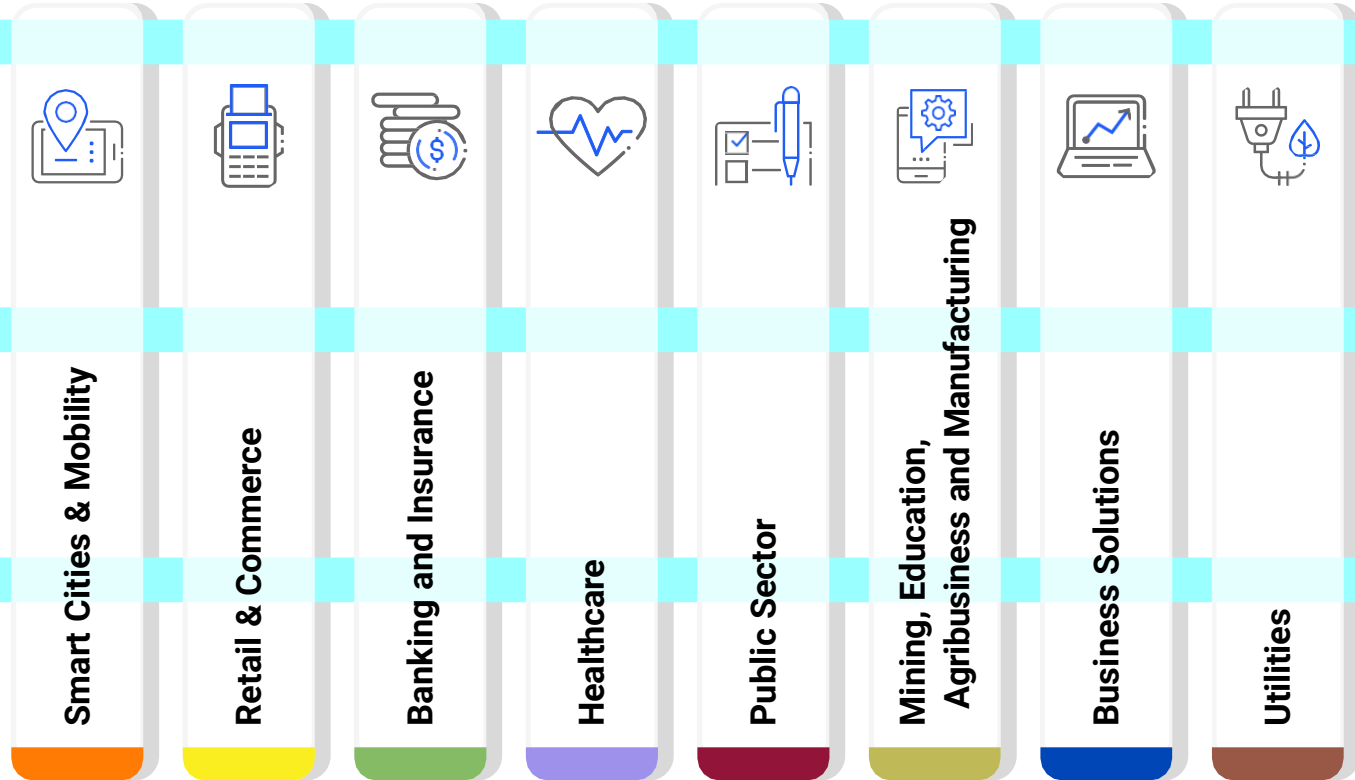 Smart Cities & Mobility
Retail & Commerce
Banking and Insurance
$
Healthcare
Public Sector
Mining, Education,
Agribusiness and Manufacturing
Business Solutions
Utilities